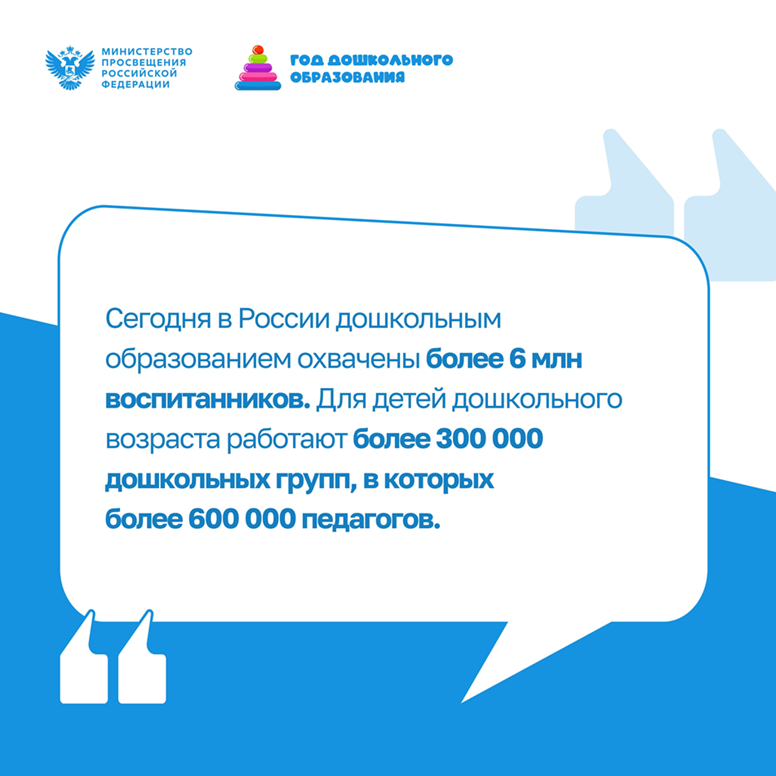 МИНИСТЕРСТВО
ПРОСВЕЩЕНИЯ
РОССИЙСКОЙ
ФЕДЕРАЦИИ
ГОД ДОШКОЛЬНОГО
ОБРАЗОВАНИЯ
Сегодня в России дошкольным
образованием охвачены более 6 млн
воспитанников. Для детей дошкольного
возраста работают более 300 000
дошкольных групп, в которых
более 600 000 педагогов.